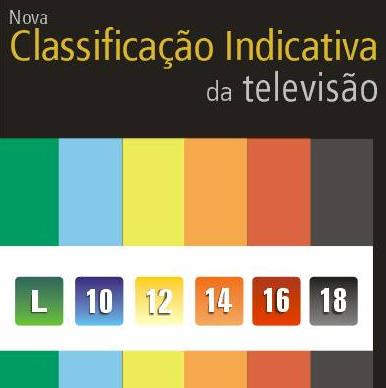 Nova
Classificação Indicativa
da televisão
L 10 12 14 16 18